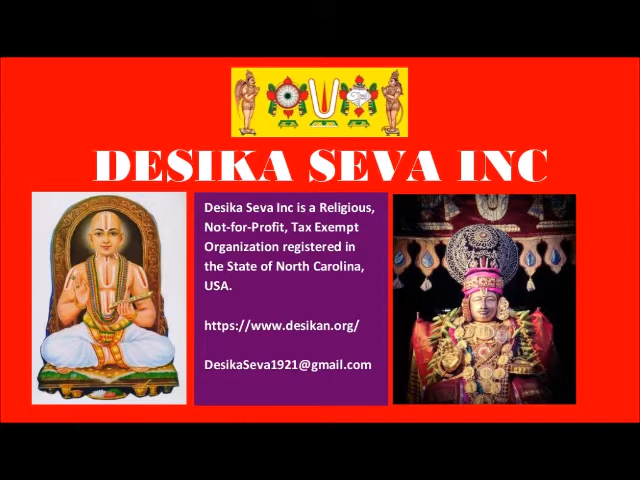 DESIKA SEVA INC
Desika Seva Inc is a Religious,
Not-for-Profit, Tax Exempt
Organization registered in
the State of North Carolina,
USA.
https://www.desikan.org/
DesikaSeva1921@gmail.com